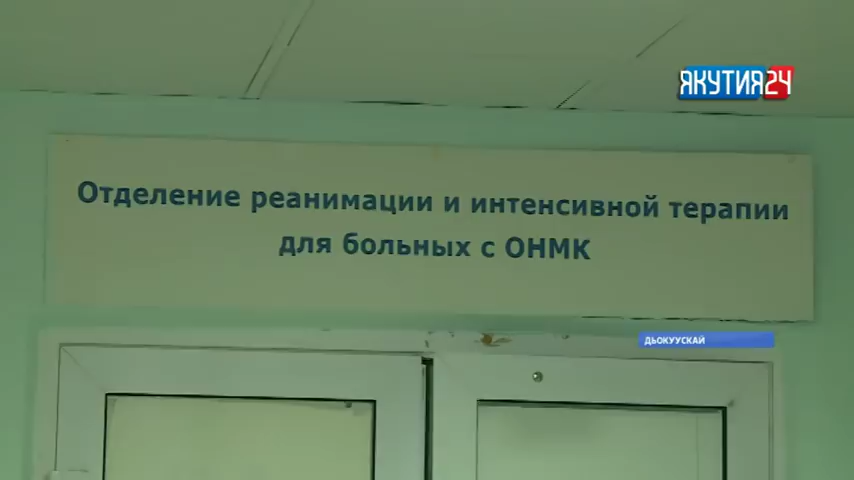 ЯКУТИЯ24
Отделение реанимации и интенсивной терапии
для больных с ОНМК
ДЬОКУУСКАЙ